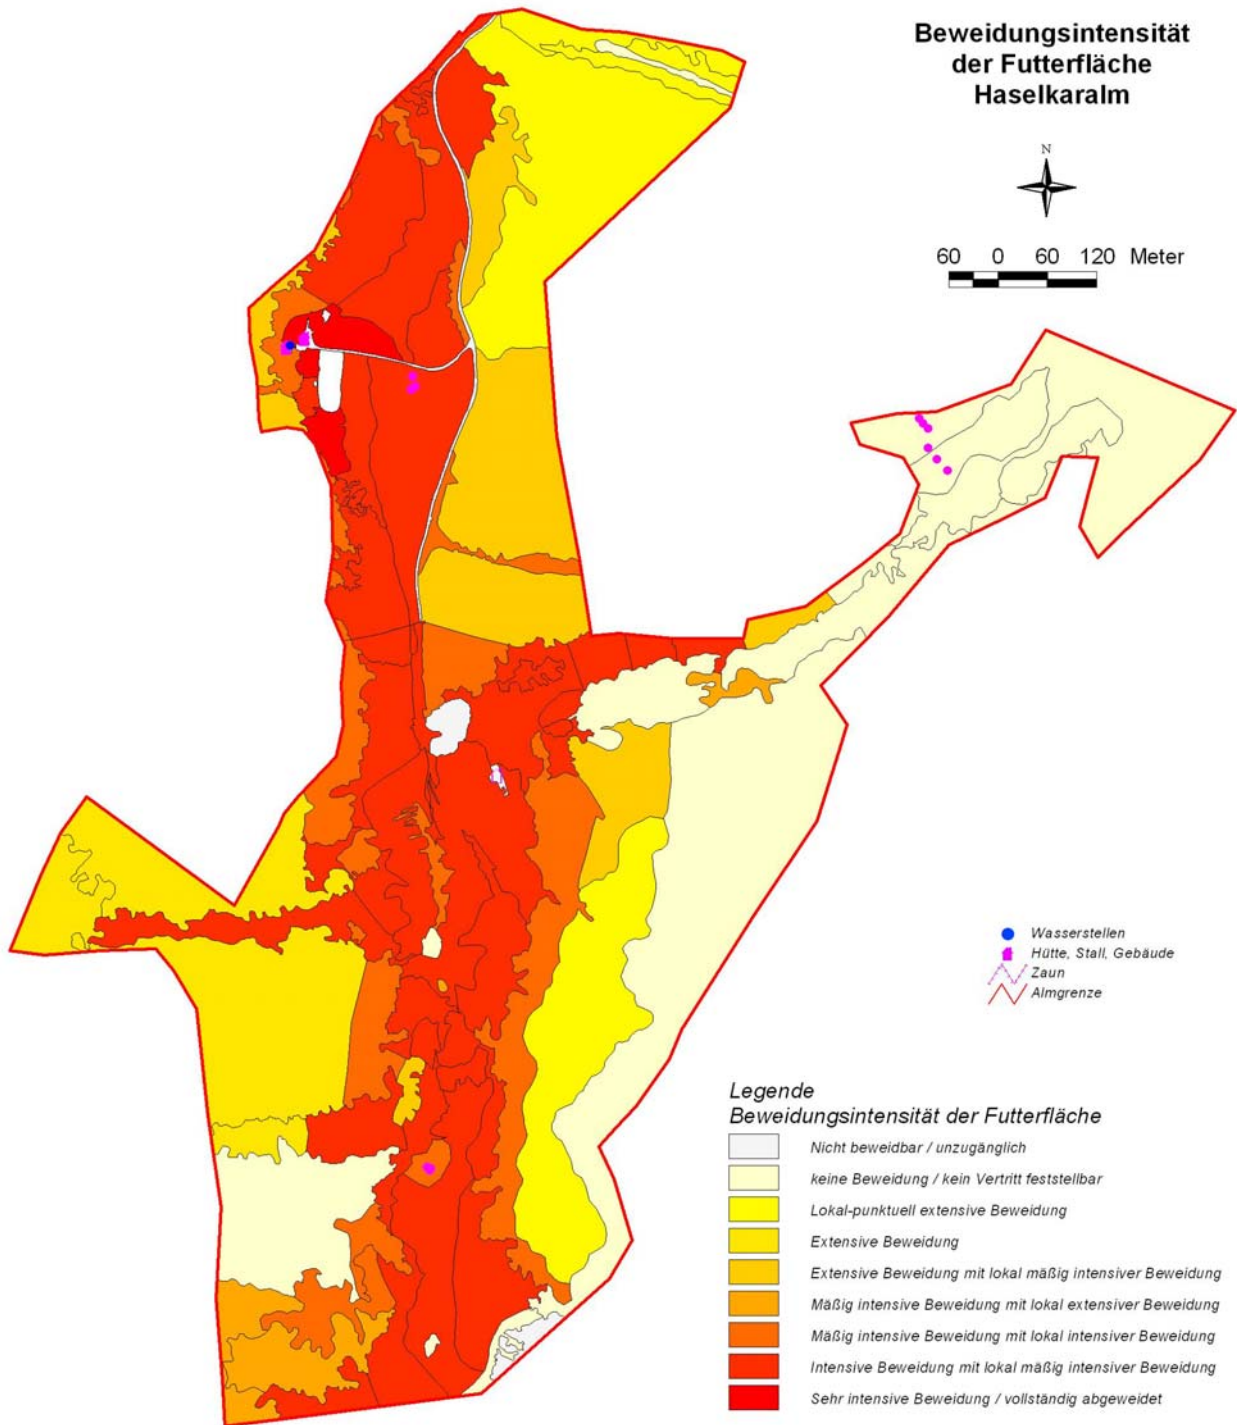 Beweidungsintensität
der Futterfläche
Haselkaralm
N
60 0 60 120 Meter
Wasserstellen
Hütte, Stall, Gebäude
Zaun
Almgrenze
Legende
Beweidungsintensität der Futterfläche
Nicht beweidbar / unzugänglich
keine Beweidung / kein Vertritt feststellbar
Lokal-punktuell extensive Beweidung
Extensive Beweidung
Extensive Beweidung mit lokal mäßig intensiver Beweidung
Mäßig intensive Beweidung mit lokal extensiver Beweidung
Mäßig intensive Beweidung mit lokal intensiver Beweidung
Intensive Beweidung mit lokal mäßig intensiver Beweidung
Sehr intensive Beweidung / vollständig abgeweidet